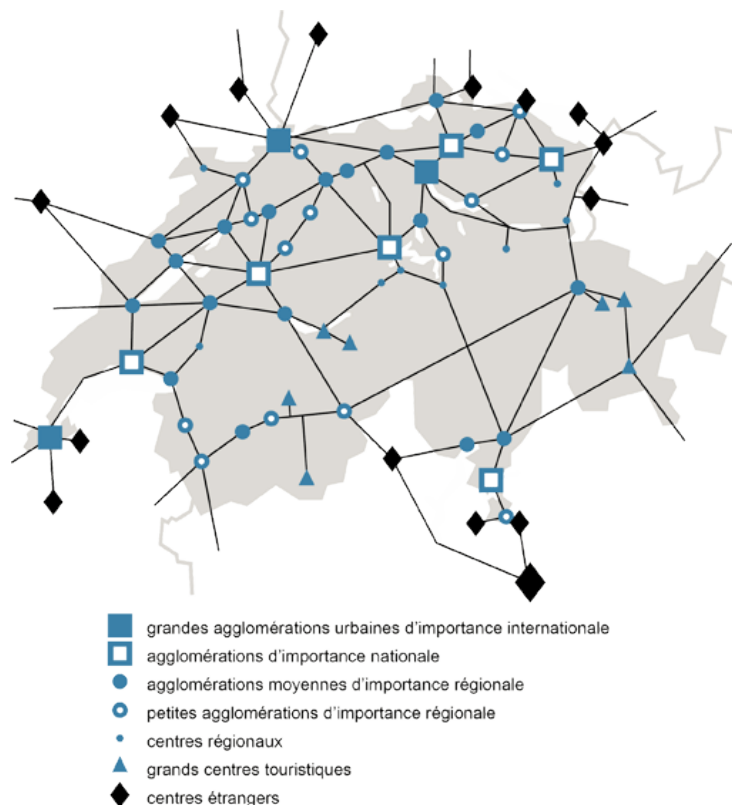 grandes agglomérations urbaines d'importance internationale
agglomérations d'importance nationale
agglomérations moyennes d'importance régionale
petites agglomérations d'importance régionale
centres régionaux
grands centres touristiques
centres étrangers